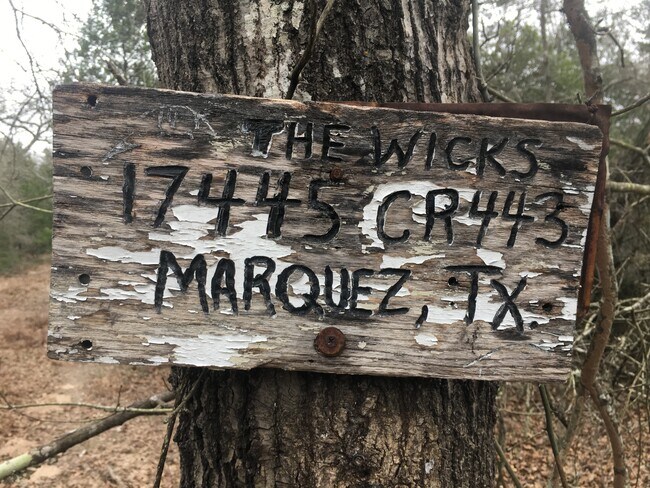 THE WICKS
17445 CR443
MARQUEZ, TX.